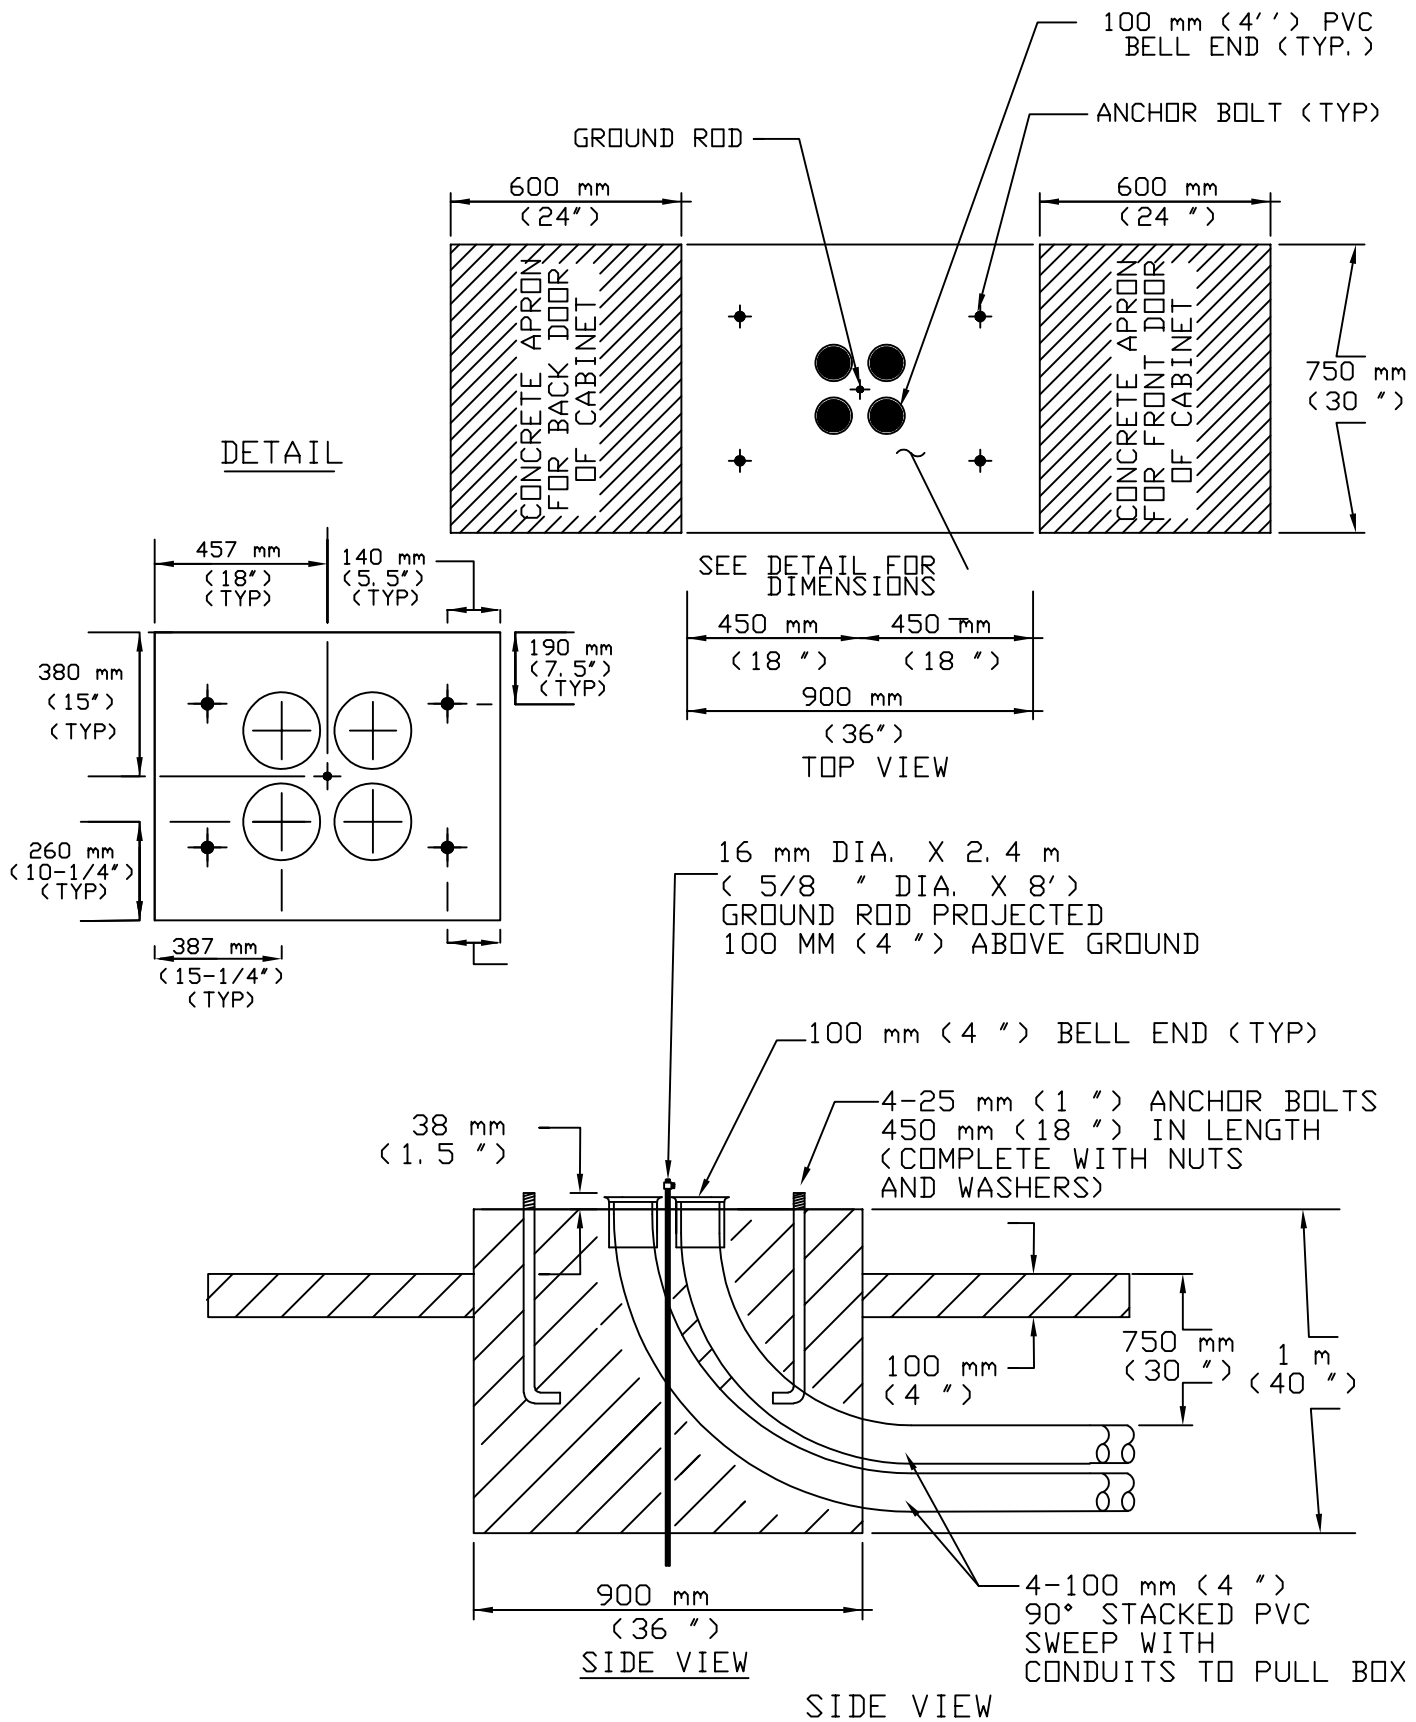 100 mm (4'') PVC
BELL END (TYP.)
ANCHOR BOLT (TYP)
GROUND ROD
600 mm
(24")
600 mm
(24 ")
CONCRETE APRON
FOR BACK DOOR
OF CABINET
CONCRETE APRON
FOR FRONT DOOR
OF CABINET
750 mm
(30 ")
SEE DETAIL FOR
DIMENSIONS
450 mm
(18 ")
450 mm
(18 ")
900 mm
(36")
TOP VIEW
DETAIL
457 mm
(18")
(TYP)
140 mm
(5.5")
(TYP)
190 mm
(7.5")
(TYP)
380 mm
(15")
(TYP)
260 mm
(10-1/4")
(TYP)
387 mm
(15-1/4")
(TYP)
16 mm DIA. X 2.4 m
( 5/8 " DIA. X 8')
GROUND ROD PROJECTED
100 MM (4 ") ABOVE GROUND
100 mm (4 ") BELL END (TYP)
4-25 mm (1 ") ANCHOR BOLTS
450 mm (18 ") IN LENGTH
(COMPLETE WITH NUTS
AND WASHERS)
38 mm
(1.5 ")
100 mm
(4 ")
750 mm
(30 ")
1 m
(40 ")
900 mm
(36 ")
SIDE VIEW
4-100 mm (4 ")
90° STACKED PVC
SWEEP WITH
CONDUITS TO PULL BOX
SIDE VIEW